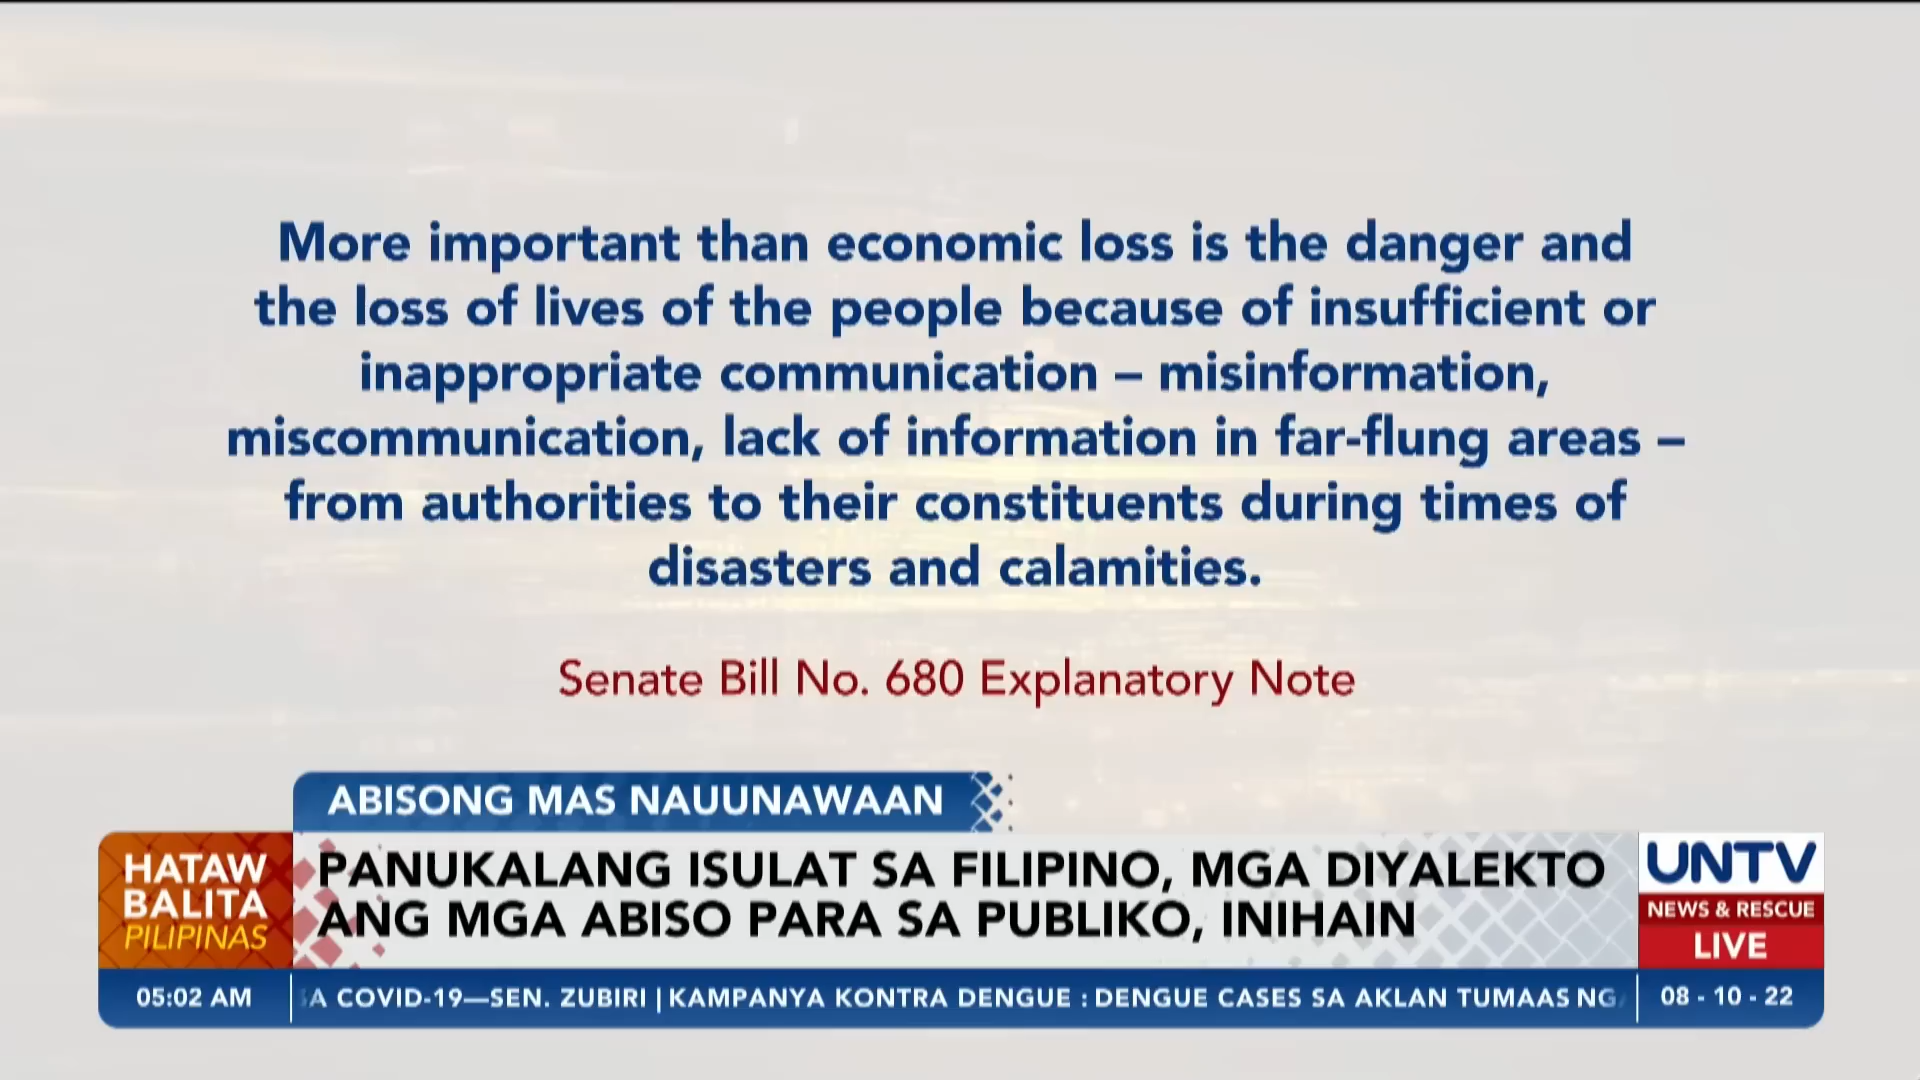 More important than economic loss is the danger and
the loss of lives of the people because of insufficient or
inappropriate communication – misinformation,
miscommunication, lack of information in far-flung areas –
from authorities to their constituents during times of
disasters and calamities.
Senate Bill No. 680 Explanatory Note
ABISONG MAS NAUUNAWAAN
HATAW
BALITA
PILIPINAS
PANUKALANG ISULAT SA FILIPINO, MGA DIYALEKTO
ANG MGA ABISO PARA SA PUBLIKO, INIHAIN
UNTV
NEWS & RESCUE
LIVE
05:02 AM
SA COVID-19—SEN. ZUBIRI | KAMPANYA KONTRA DENGUE : DENGUE CASES SA AKLAN TUMAAS
08 - 10 - 22